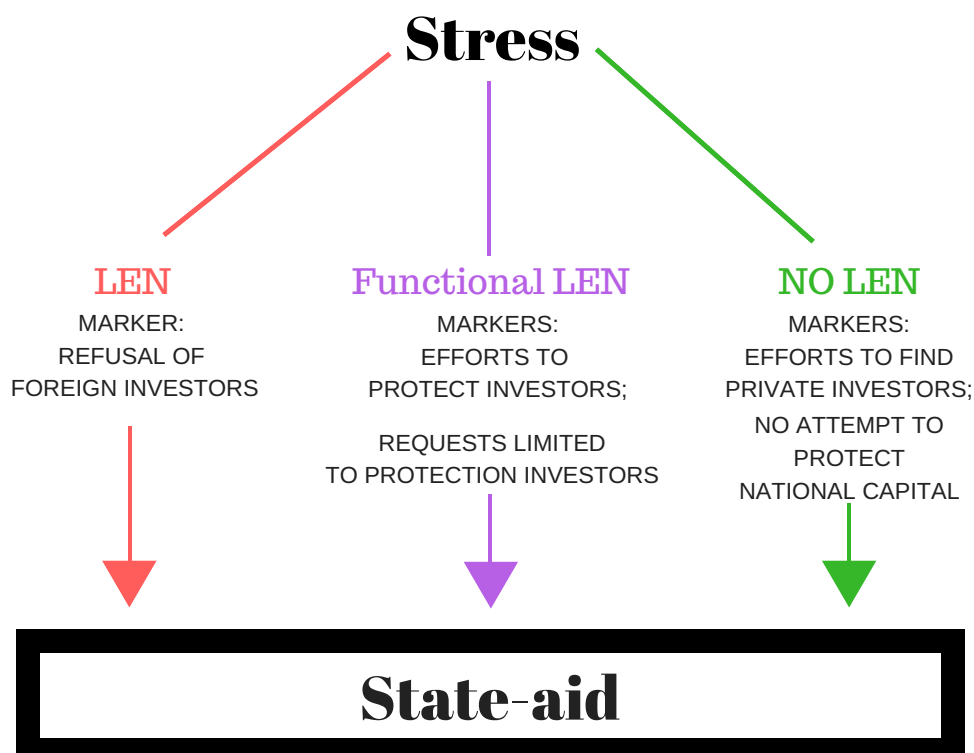 Stress
LEN
MARKER:
REFUSAL OF
FOREIGN INVESTORS
Functional LEN
MARKERS:
EFFORTS TO
PROTECT INVESTORS;
REQUESTS LIMITED
TO PROTECTION INVESTORS
NO LEN
MARKERS:
EFFORTS TO FIND
PRIVATE INVESTORS;
NO ATTEMPT TO
PROTECT
NATIONAL CAPITAL
State-aid